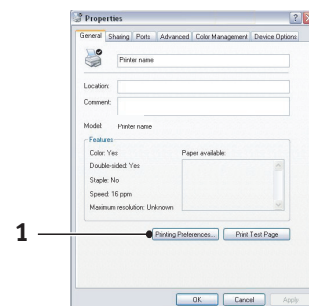 Properties
General Sharing Ports Advanced Color Management Device Options
Printer name
Location:
Comment:
Model: Printer name
Features
Color: Yes Paper available:
Double-sided: Yes
Staple: No
Speed: 16 ppm
Maximum resolution: Unknown
1
Printing Preferences... Print Test Page
OK Cancel Apply